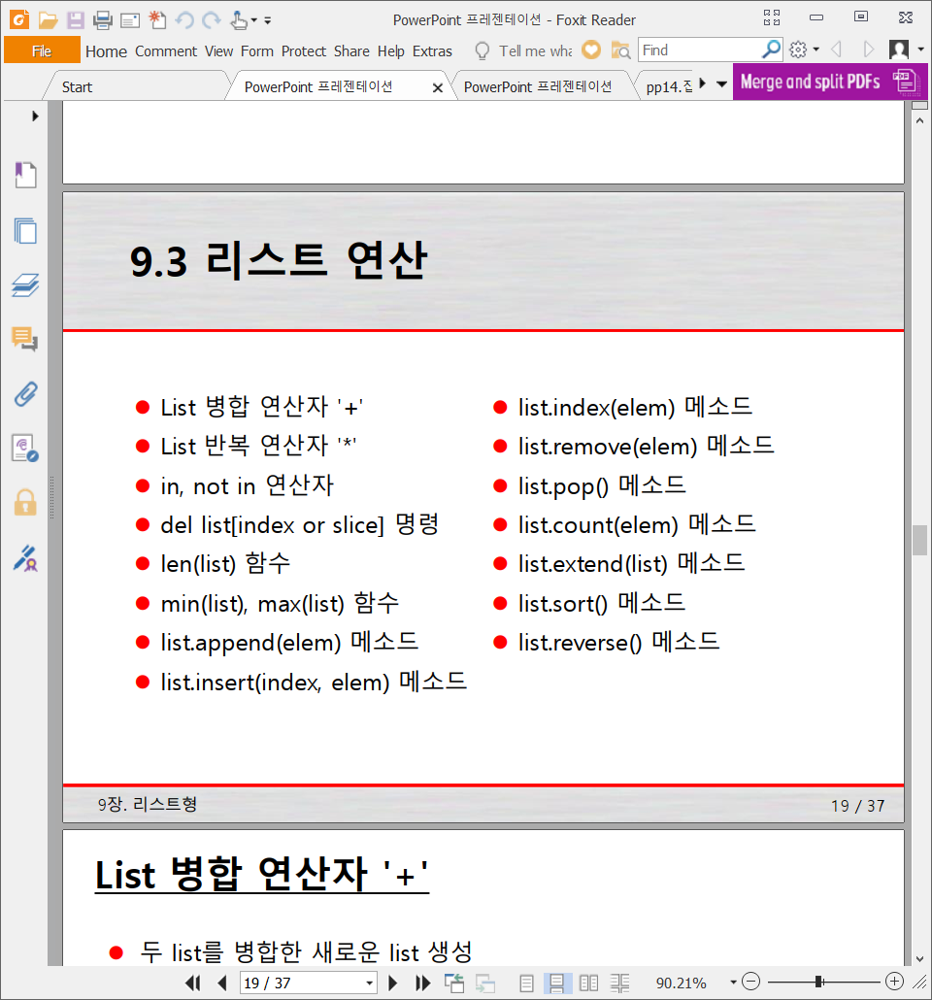 PowerPoint 프레젠테이션 - Foxit Reader
File Home Comment View Form Protect Share Help Extras Tell me wha Find
Start PowerPoint 프레젠테이션 PowerPoint 프레젠테이션 pp14.집 Merge and split PDFs
9.3 리스트 연산
List 병합 연산자 '+'
List 반복 연산자 '*'
in, not in 연산자
del list[index or slice] 명령
len(list) 함수
min(list), max(list) 함수
list.append(elem) 메소드
list.insert(index, elem) 메소드
list.index(elem) 메소드
list.remove(elem) 메소드
list.pop() 메소드
list.count(elem) 메소드
list.extend(list) 메소드
list.sort() 메소드
list.reverse() 메소드
9장. 리스트형
19 / 37
List 병합 연산자 '+'
두 list를 병합한 새로운 list 생성
19 / 37 90.21%